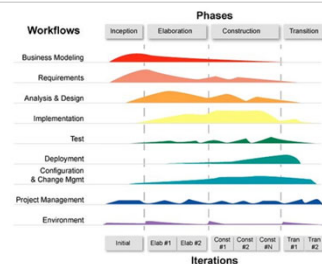 Phases
Workflows
Inception Elaboration Construction Transition
Business Modeling
Requirements
Analysis & Design
Implementation
Test
Deployment
Configuration
& Change Mgmt
Project Management
Environment
Initial Elab #1 Elab #2 Const #1 Const #2 Const #N Tran #1 Tran #2
Iterations